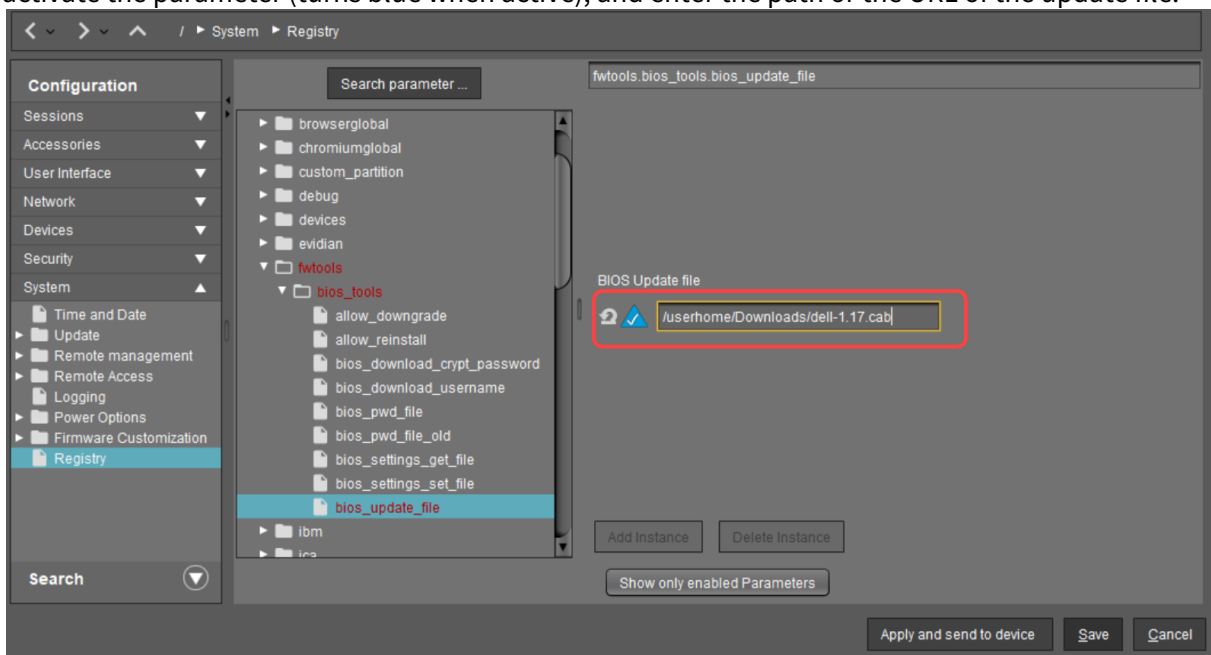 activate the parameter (turns blue when active), and enter the path or the URL of the update file.
/ System Registry
Configuration
Sessions
Accessories
User Interface
Network
Devices
Security
System
Time and Date
Update
Remote management
Remote Access
Logging
Power Options
Firmware Customization
Registry
Search
Search parameter ...
browserglobal
chromiumglobal
custom_partition
debug
devices
evidian
fwtools
bios_tools
allow_downgrade
allow_reinstall
bios_download_crypt_password
bios_download_username
bios_pwd_file
bios_pwd_file_old
bios_settings_get_file
bios_settings_set_file
bios_update_file
ibm
ica
fwtools.bios_tools.bios_update_file
BIOS Update file
/userhome/Downloads/dell-1.17.cab
Add Instance Delete Instance
Show only enabled Parameters
Apply and send to device Save Cancel